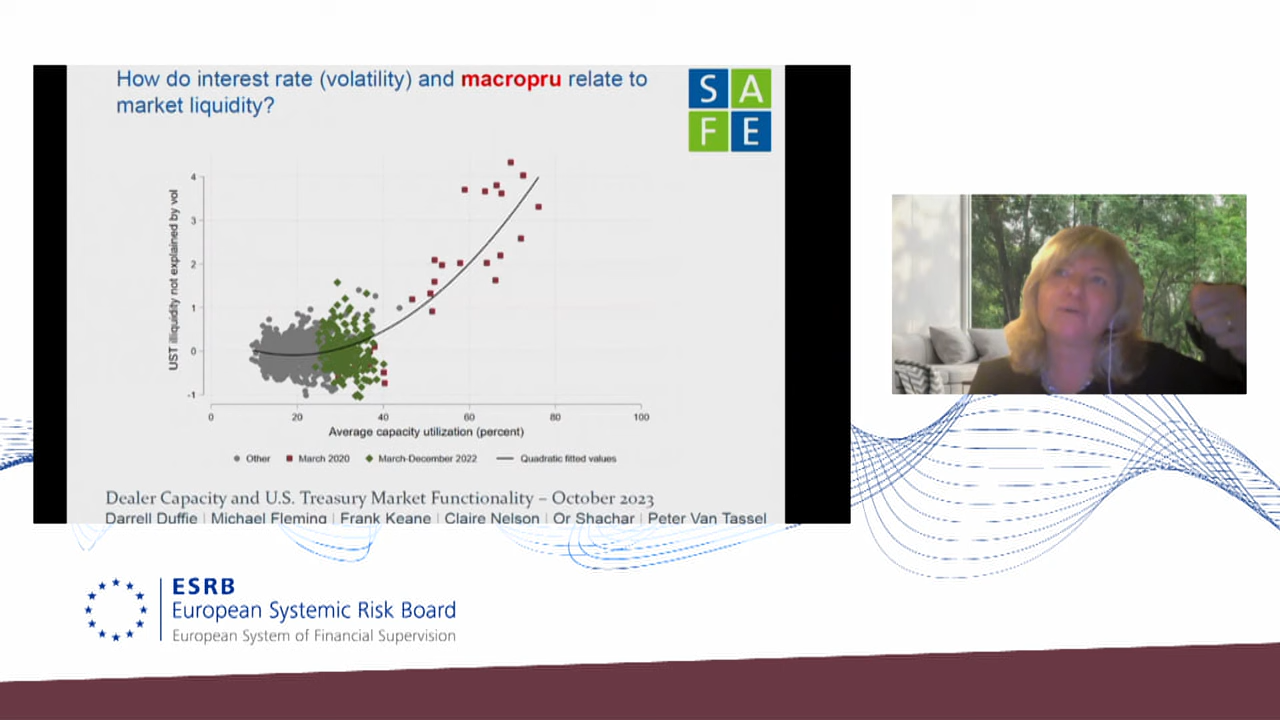 How do interest rate (volatility) and macropru relate to
market liquidity?
S A
F E
UST illiquidity not explained by vol
4
3
2
1
0
-1
0 20 40 60 80 100
Average capacity utilization (percent)
Other March 2020 March-December 2022 Quadratic fitted values
Dealer Capacity and U.S. Treasury Market Functionality – October 2023
Darrell Duffie | Michael Fleming | Frank Keane | Claire Nelson | Or Shachar | Peter Van Tassel
ESRB
European Systemic Risk Board
European System of Financial Supervision